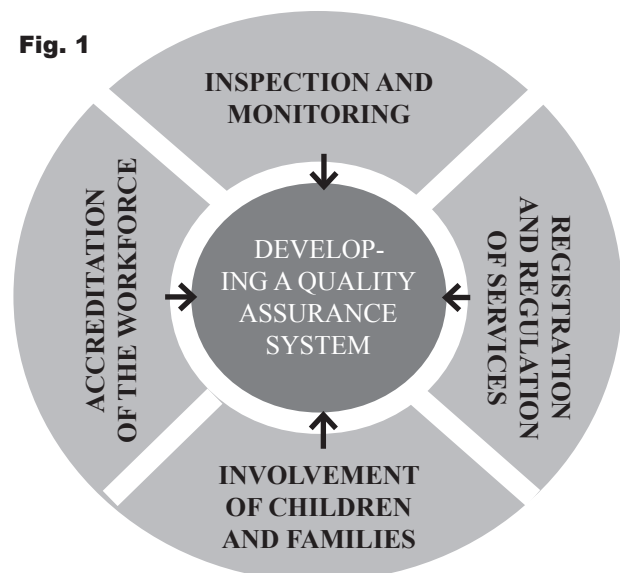 Fig. 1
INSPECTION AND
MONITORING
ACCREDITATION
OF THE WORKFORCE
DEVELOP-
ING A QUALITY
ASSURANCE
SYSTEM
REGISTRATION
AND REGULATION
OF SERVICES
INVOLVEMENT
OF CHILDREN
AND FAMILIES